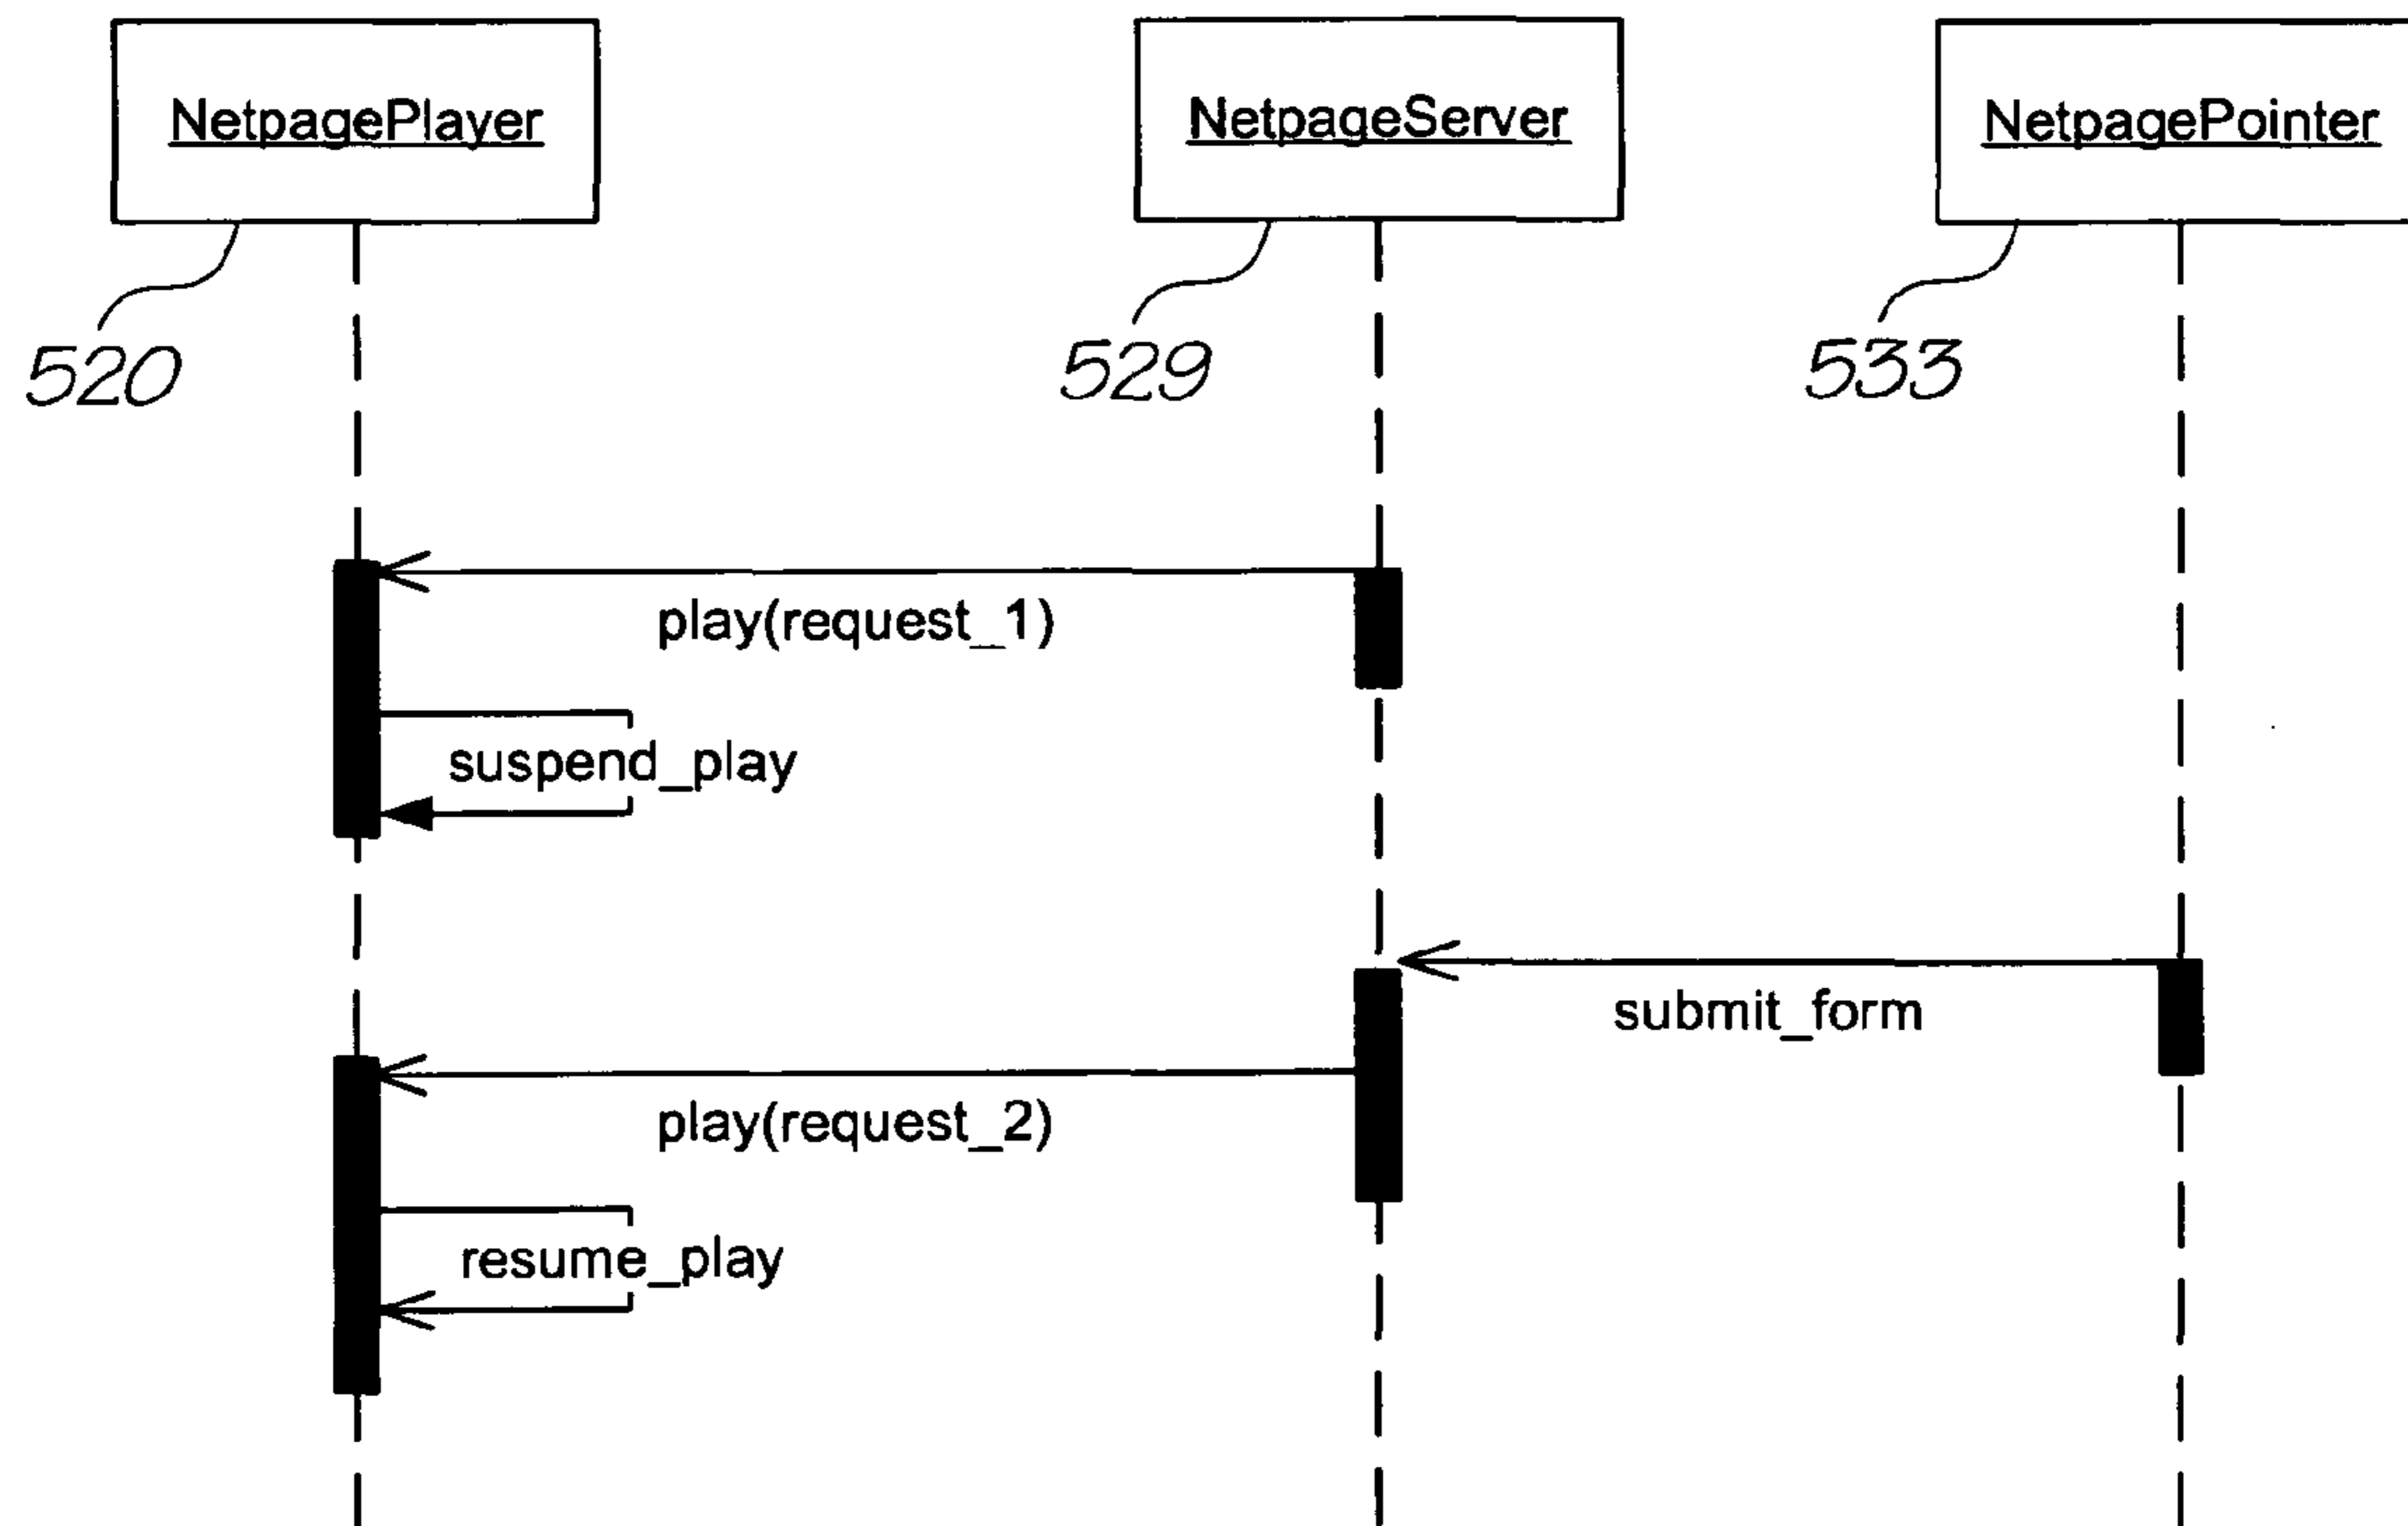 NetpagePlayer
NetpageServer
NetpagePointer
520
529
533
play(request_1)
suspend_play
submit_form
play(request_2)
resume_play